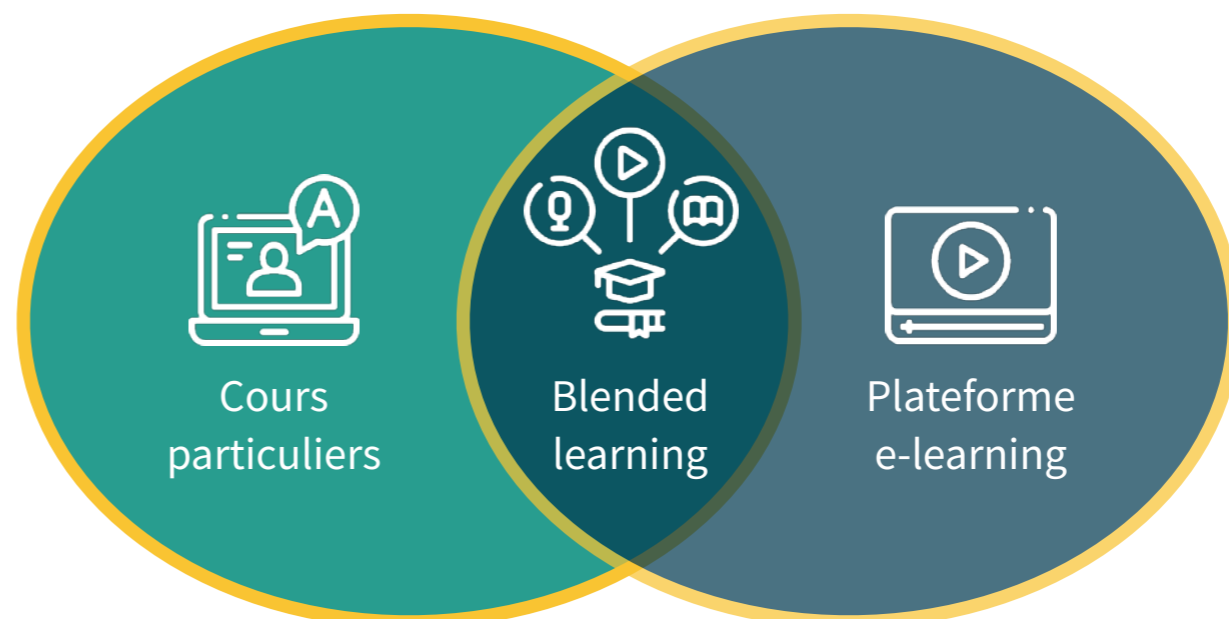 A
Cours
particuliers
Blended
learning
Plateforme
e-learning